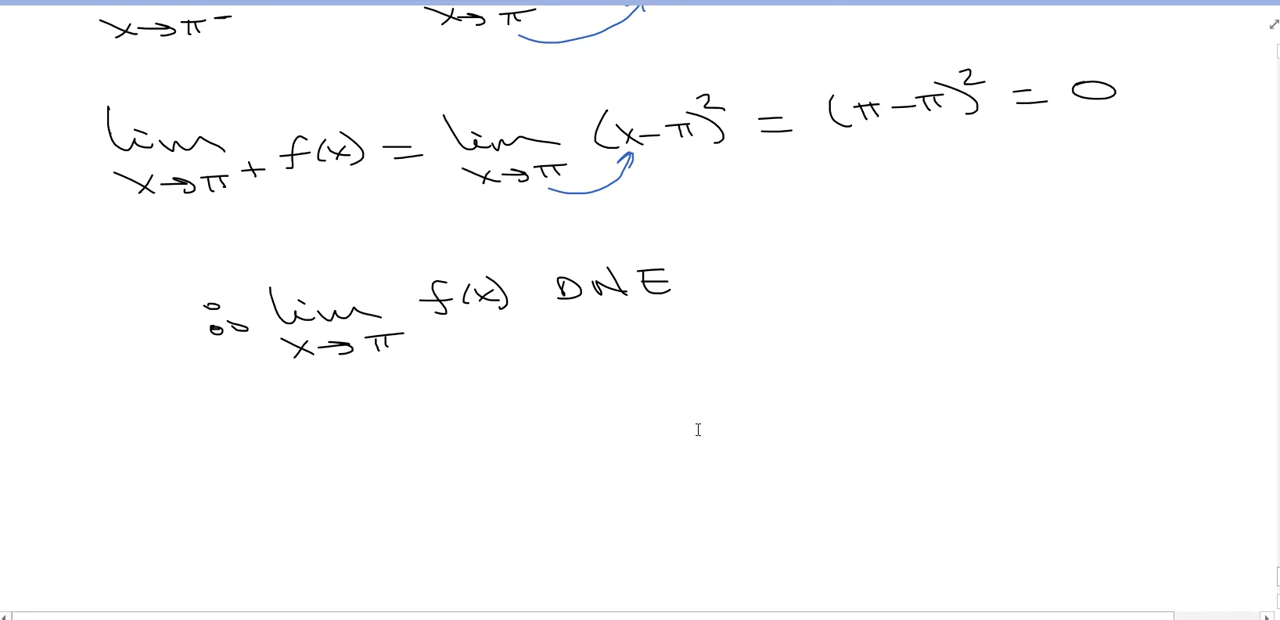 x→π⁻ x→π
lim x→π⁺ f(x) = lim x→π (x-π)² = (π-π)² = 0
∴ lim x→π f(x) DNE